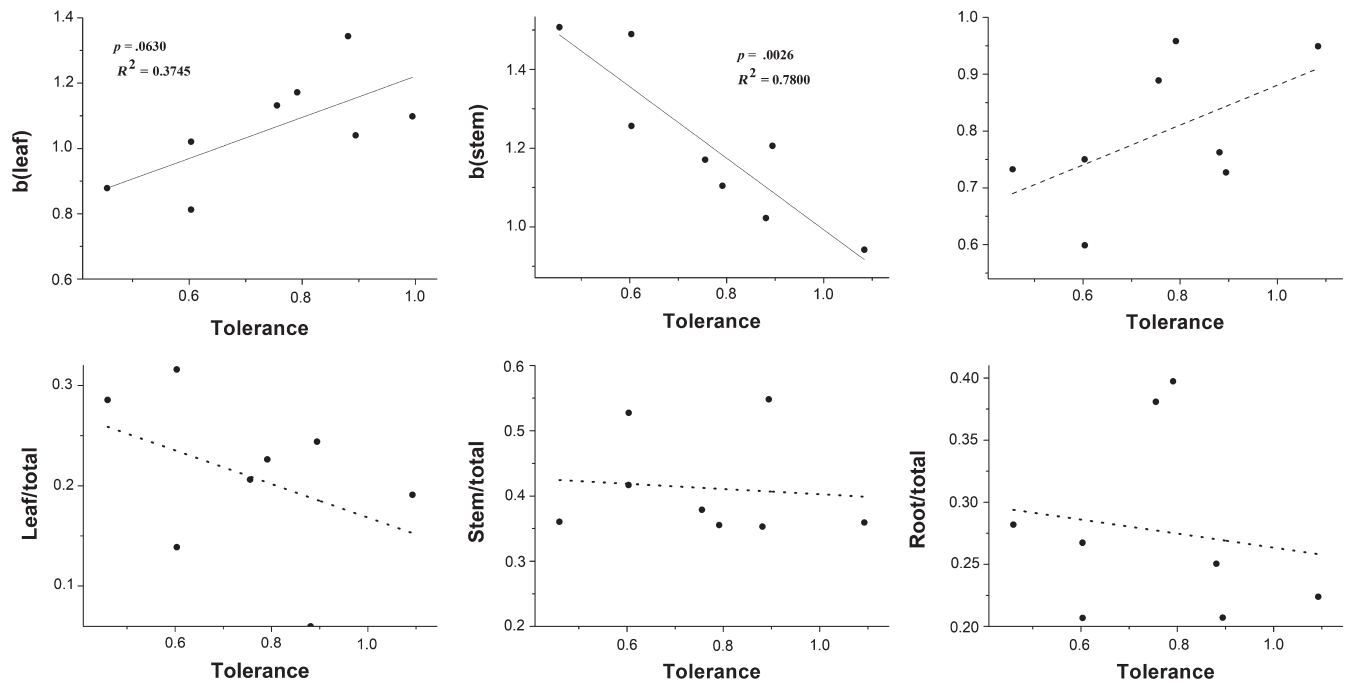 1.4
1.2
1.0
0.8
0.6
b(leaf)
p = .0630
R2 = 0.3745
0.6 0.8 1.0
Tolerance
1.4
1.2
1.0
b(stem)
p = .0026
R2 = 0.7800
0.6 0.8 1.0
Tolerance
1.0
0.9
0.8
0.7
0.6
0.6 0.8 1.0
Tolerance
0.3
0.2
0.1
Leaf/total
0.6 0.8 1.0
Tolerance
0.6
0.5
0.4
0.3
0.2
Stem/total
0.6 0.8 1.0
Tolerance
0.40
0.35
0.30
0.25
0.20
Root/total
0.6 0.8 1.0
Tolerance